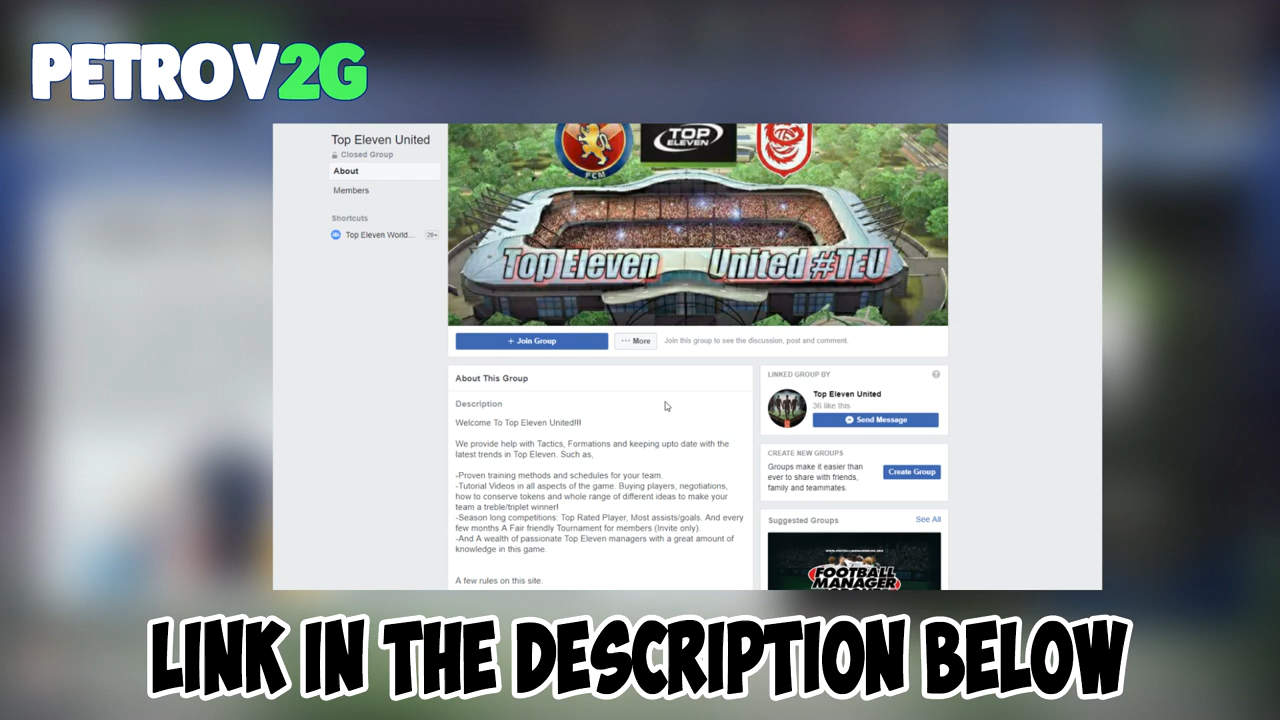 PETROV2G
Top Eleven United
Closed Group
About
Members
Shortcuts
Top Eleven World...
TOP
ELEVEN
FCM
Top Eleven United #TEU
+ Join Group
··· More
Join this group to see the discussion, post and comment.
About This Group
Description
Welcome To Top Eleven United!!!
We provide help with Tactics, Formations and keeping upto date with the
latest trends in Top Eleven. Such as,
-Proven training methods and schedules for your team.
-Tutorial Videos in all aspects of the game. Buying players, negotiations,
how to conserve tokens and whole range of different ideas to make your
team a treble/triplet winner!
-Season long competitions: Top Rated Player, Most assists/goals. And every
few months A Fair friendly Tournament for members (Invite only).
-And A wealth of passionate Top Eleven managers with a great amount of
knowledge in this game.
A few rules on this site.
LINKED GROUP BY
Top Eleven United
36 like this
Send Message
CREATE NEW GROUPS
Groups make it easier than
ever to share with friends,
family and teammates.
Create Group
Suggested Groups
See All
FOOTBALL
MANAGER
LINK IN THE DESCRIPTION BELOW